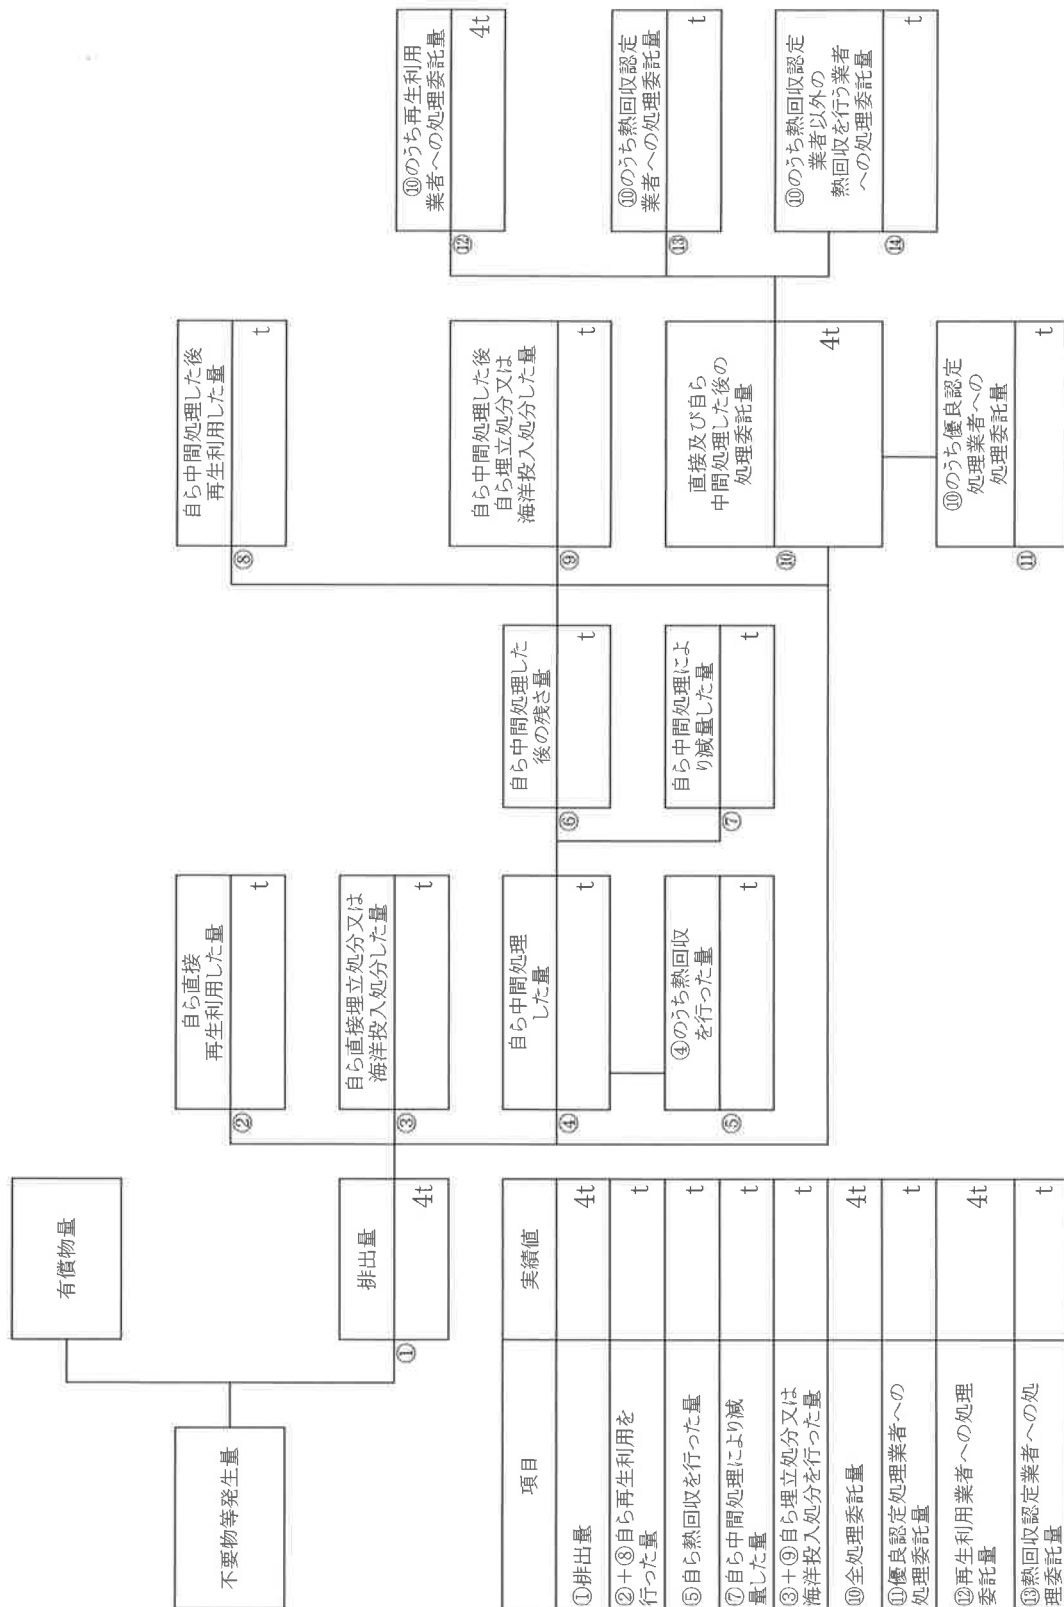 不要物等発生量
有償物量
①
排出量
4t
②
自ら直接
再生利用した量
t
③
自ら直接埋立処分又は
海洋投入処分した量
t
④
自ら中間処理
した量
t
⑤
④のうち熱回収
を行った量
t
⑥
自ら中間処理した
後の残さ量
t
⑦
自ら中間処理によ
り減量した量
t
⑧
自ら中間処理した後
再生利用した量
t
⑨
自ら中間処理した後
自ら埋立処分又は
海洋投入処分した量
t
⑩
直接及び自ら
中間処理した後の
処理委託量
4t
⑪
⑩のうち優良認定
処理業者への
処理委託量
t
⑫
⑩のうち再生利用
業者への処理委託量
4t
⑬
⑩のうち熱回収認定
業者への処理委託量
t
⑭
⑩のうち熱回収認定
業者以外の
熱回収を行う業者
への処理委託量
t
項目 実績値
①排出量 4t
②+⑧自ら再生利用を
行った量 t
⑤自ら熱回収を行った量 t
⑦自ら中間処理により減
量した量 t
③+⑨自ら埋立処分又は
海洋投入処分を行った量 t
⑩全処理委託量 4t
⑪優良認定処理業者への
処理委託量 t
⑫再生利用業者への処理
委託量 4t
⑬熱回収認定業者への処
理委託量 t